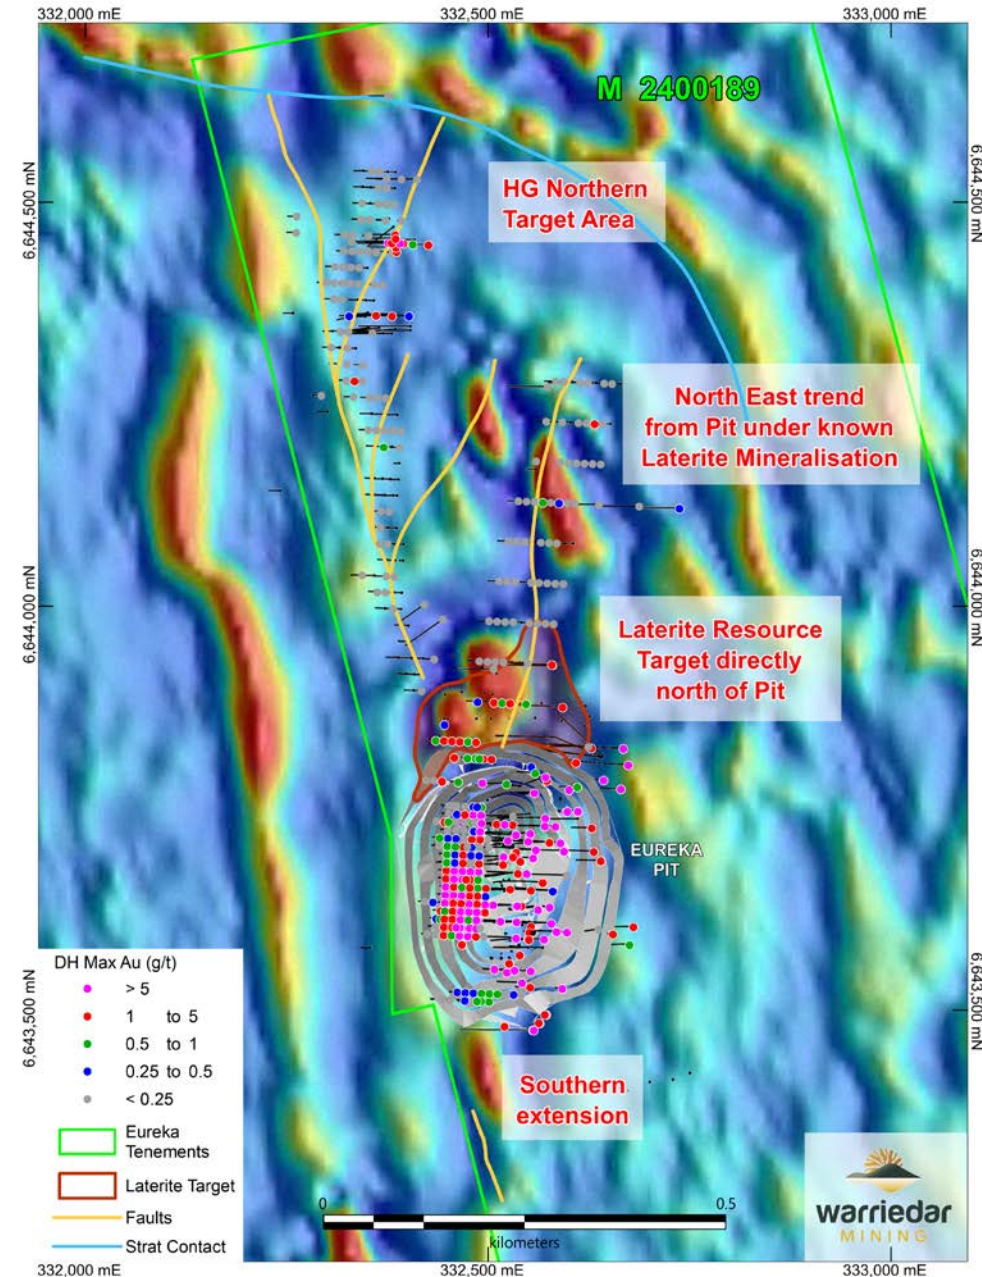 332,000 mE
332,500 mE
333,000 mE
M 2400189
6,644,500 mN
6,644,500 mN
HG Northern
Target Area
North East trend
from Pit under known
Laterite Mineralisation
6,644,000 mN
6,644,000 mN
Laterite Resource
Target directly
north of Pit
EUREKA
PIT
6,643,500 mN
6,643,500 mN
DH Max Au (g/t)
> 5
1 to 5
0.5 to 1
0.25 to 0.5
< 0.25
Eureka
Tenements
Laterite Target
Faults
Strat Contact
Southern
extension
0 0.5
kilometers
warriedar
MINING
332,000 mE
332,500 mE
333,000 mE